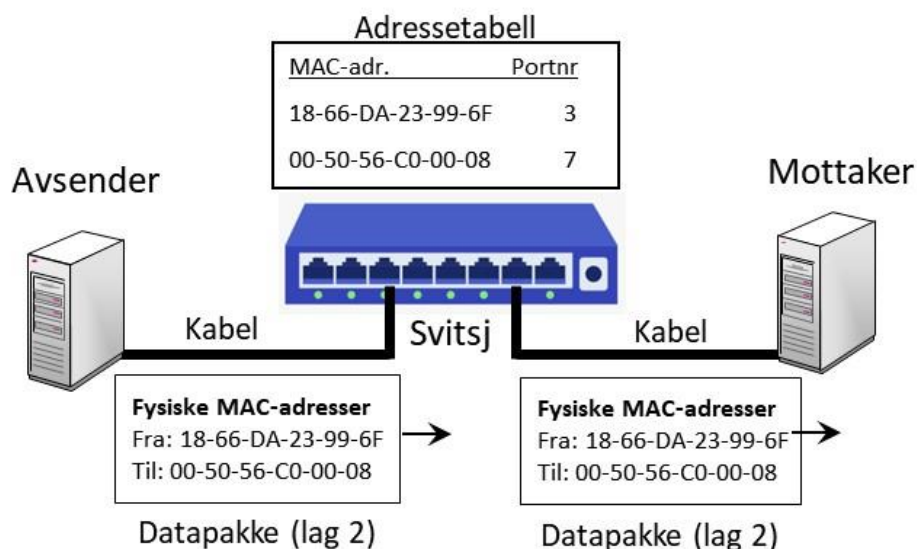 Adressetabell
MAC-adr. Portnr
18-66-DA-23-99-6F 3
00-50-56-C0-00-08 7
Avsender
Mottaker
Kabel
Svitsj
Kabel
Fysiske MAC-adresser
Fra: 18-66-DA-23-99-6F
Til: 00-50-56-C0-00-08
Datapakke (lag 2)
Fysiske MAC-adresser
Fra: 18-66-DA-23-99-6F
Til: 00-50-56-C0-00-08
Datapakke (lag 2)